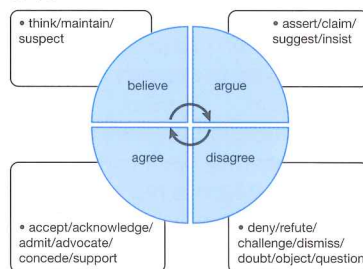 • think/maintain/
suspect
• assert/claim/
suggest/insist
believe
argue
agree
disagree
• accept/acknowledge/
admit/advocate/
concede/support
• deny/refute/
challenge/dismiss/
doubt/object/question